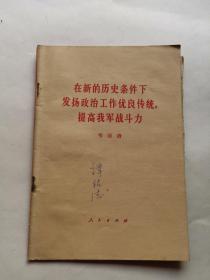 在新的历史条件下
发扬政治工作优良传统，
提高我军战斗力
韦国清
人民出版社